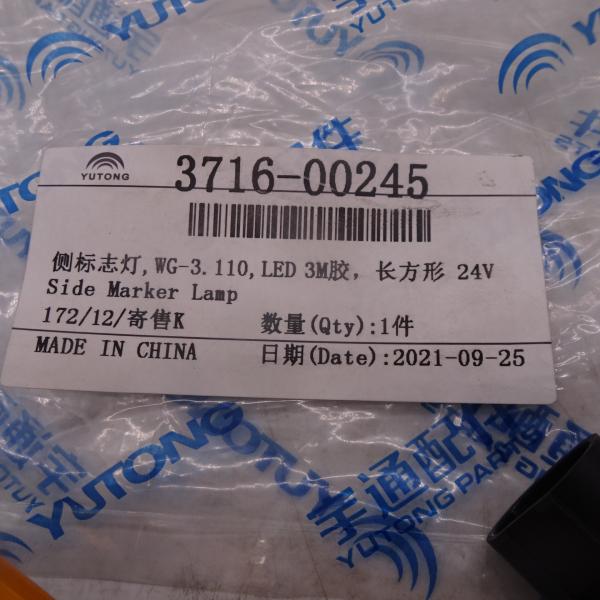 YUTONG
YUTONG
3716-00245
侧标志灯,WG-3.110,LED 3M胶, 长方形 24V
Side Marker Lamp
172/12/寄售K
数量(Qty):1件
MADE IN CHINA
日期(Date):2021-09-25
YUTONG
宇通配件
YUTONG PARTS